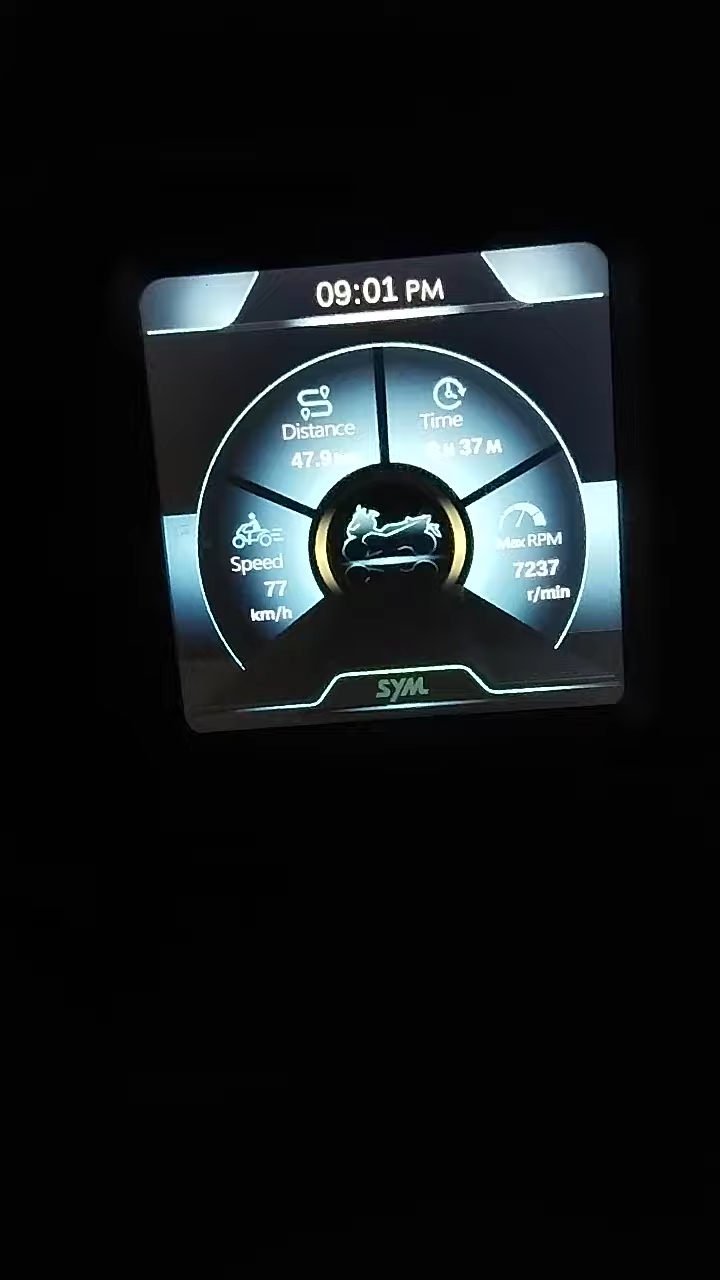 09:01 PM
Distance
47.9
Time
37 M
Speed
77
km/h
Max RPM
7237
r/min
SYM